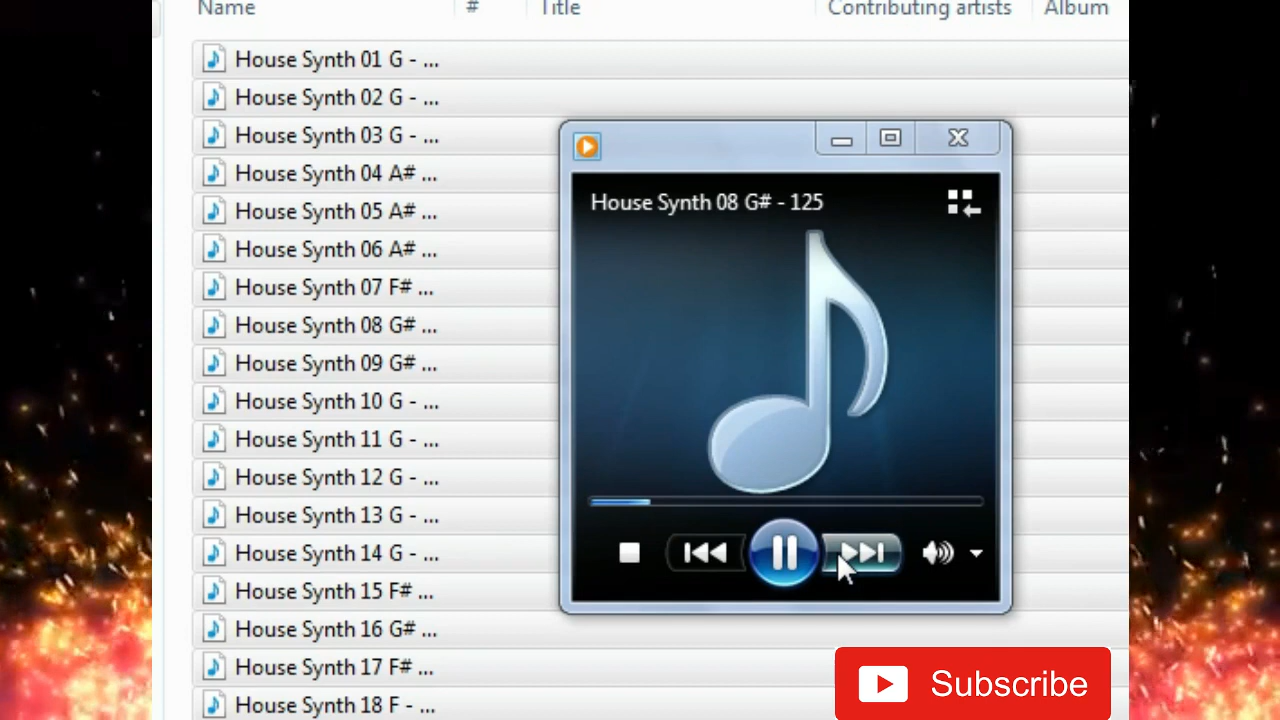 Name # Title Contributing artists Album
House Synth 01 G - ...
House Synth 02 G - ...
House Synth 03 G - ...
House Synth 04 A# ...
House Synth 05 A# ...
House Synth 06 A# ...
House Synth 07 F# ...
House Synth 08 G# ...
House Synth 09 G# ...
House Synth 10 G - ...
House Synth 11 G - ...
House Synth 12 G - ...
House Synth 13 G - ...
House Synth 14 G - ...
House Synth 15 F# ...
House Synth 16 G# ...
House Synth 17 F# ...
House Synth 18 F - ...
House Synth 08 G# - 125
Subscribe